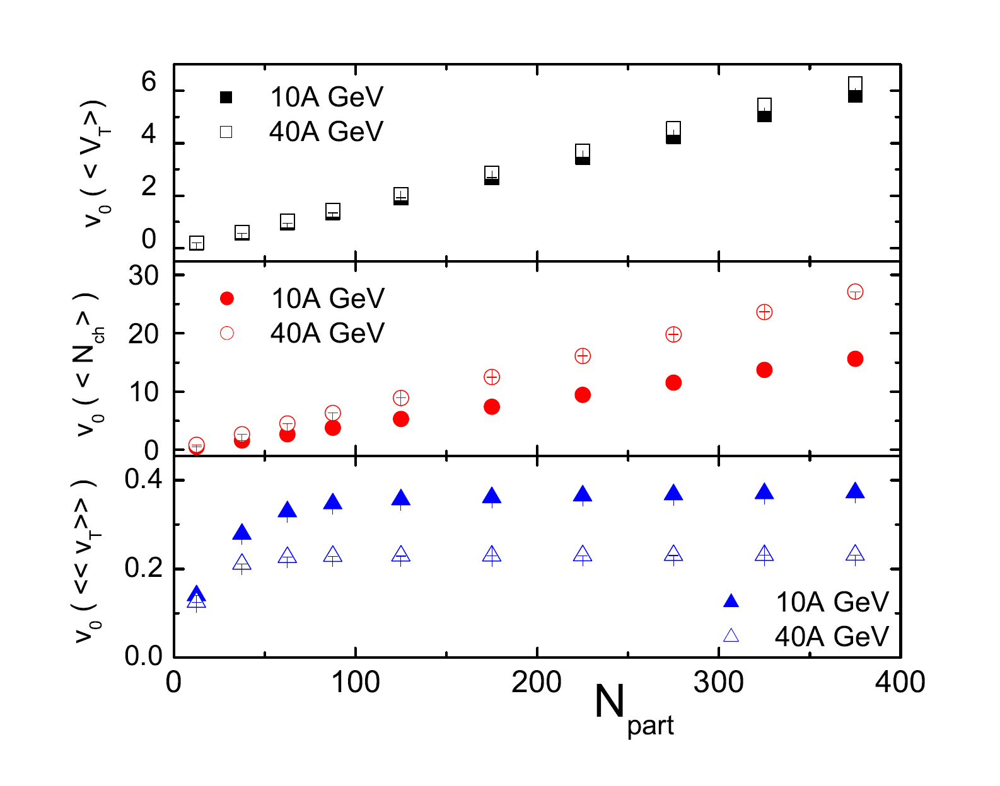 v0 ( < VT> )
6
4
2
0
10A GeV
40A GeV
v0 ( < Nch> )
30
20
10
0
10A GeV
40A GeV
v0 ( << vT>> )
0.4
0.2
0.0
10A GeV
40A GeV
0 100 200 300 400
Npart